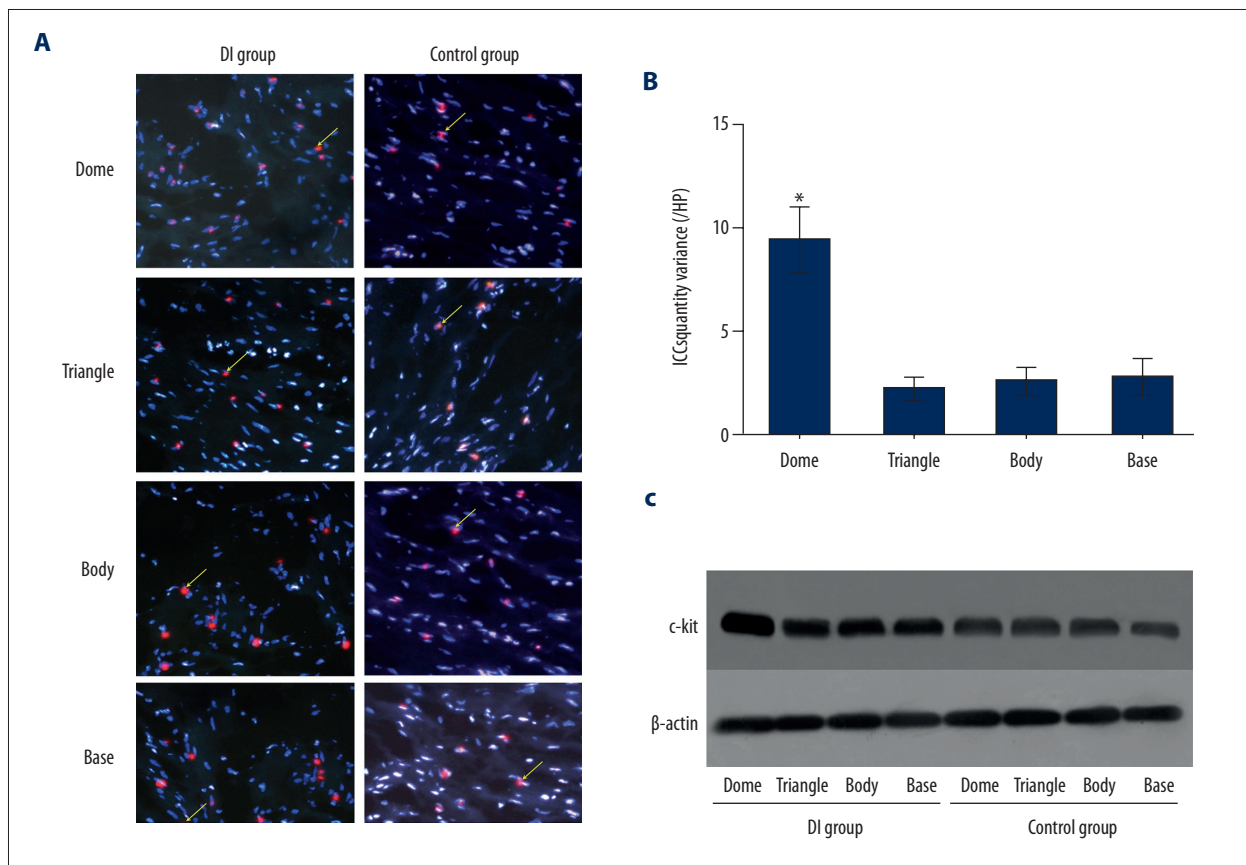 A
DI group
Control group
Dome
Triangle
Body
Base
B
ICCsquantity variance (/HP)
15
10
5
0
*
Dome
Triangle
Body
Base
c
c-kit
β-actin
Dome Triangle Body Base Dome Triangle Body Base
DI group Control group